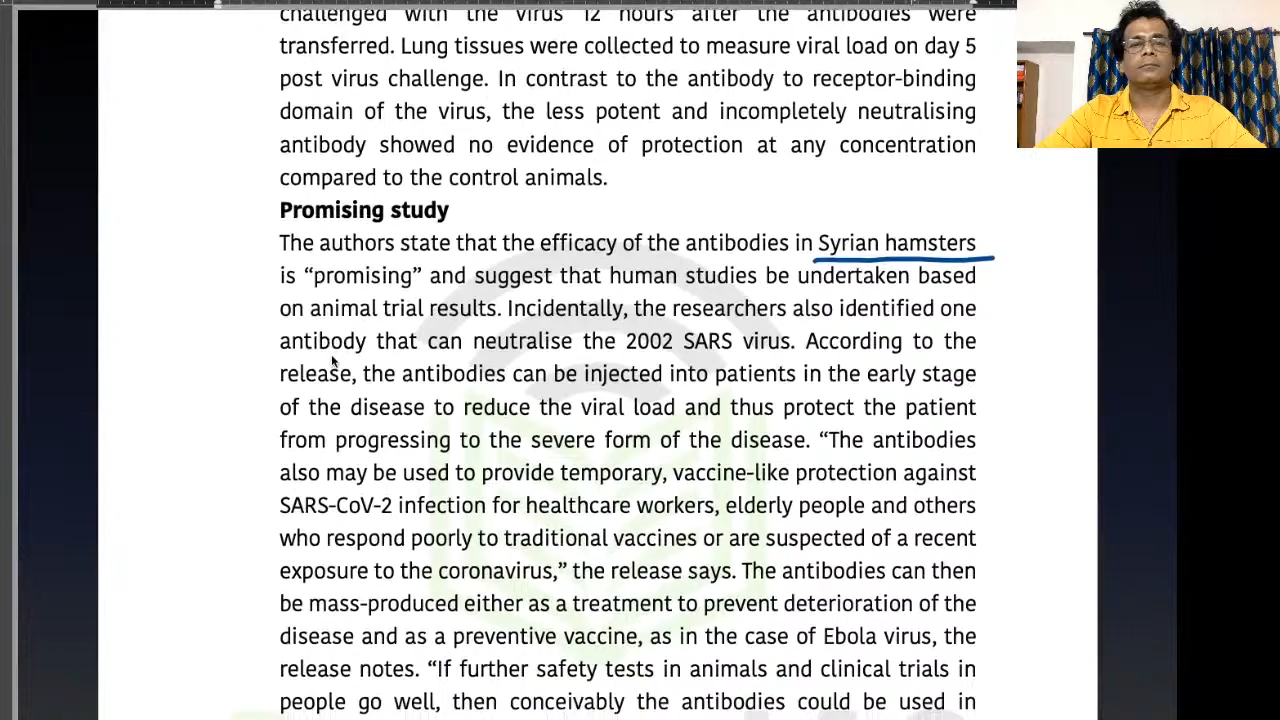 challenged with the virus 12 hours after the antibodies were
transferred. Lung tissues were collected to measure viral load on day 5
post virus challenge. In contrast to the antibody to receptor-binding
domain of the virus, the less potent and incompletely neutralising
antibody showed no evidence of protection at any concentration
compared to the control animals.
Promising study
The authors state that the efficacy of the antibodies in Syrian hamsters
is “promising” and suggest that human studies be undertaken based
on animal trial results. Incidentally, the researchers also identified one
antibody that can neutralise the 2002 SARS virus. According to the
release, the antibodies can be injected into patients in the early stage
of the disease to reduce the viral load and thus protect the patient
from progressing to the severe form of the disease. “The antibodies
also may be used to provide temporary, vaccine-like protection against
SARS-CoV-2 infection for healthcare workers, elderly people and others
who respond poorly to traditional vaccines or are suspected of a recent
exposure to the coronavirus,” the release says. The antibodies can then
be mass-produced either as a treatment to prevent deterioration of the
disease and as a preventive vaccine, as in the case of Ebola virus, the
release notes. “If further safety tests in animals and clinical trials in
people go well, then conceivably the antibodies could be used in